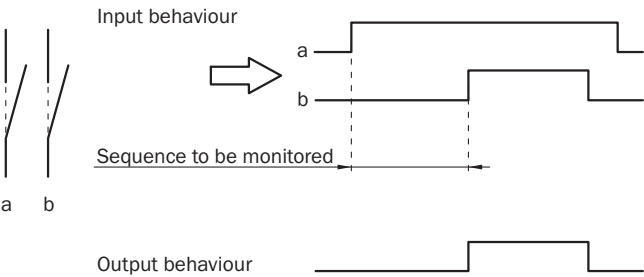 Input behaviour
a
b
Sequence to be monitored
a b
Output behaviour